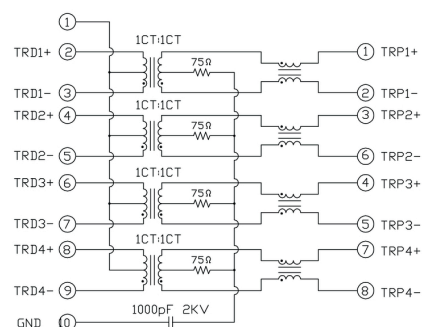 1
TRD1+ 2 1CT:1CT 1 TRP1+
75Ω
TRD1- 3 2 TRP1-
TRD2+ 4 1CT:1CT 3 TRP2+
75Ω
TRD2- 5 6 TRP2-
TRD3+ 6 1CT:1CT 4 TRP3+
75Ω
TRD3- 7 5 TRP3-
TRD4+ 8 1CT:1CT 7 TRP4+
75Ω
TRD4- 9 8 TRP4-
GND 10 1000pF 2KV